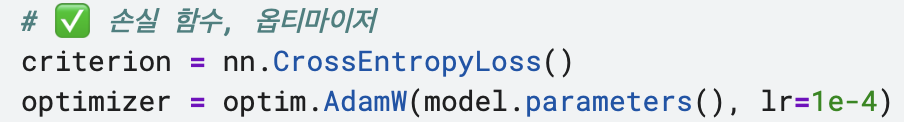 # ✅ 손실 함수, 옵티마이저
criterion = nn.CrossEntropyLoss()
optimizer = optim.AdamW(model.parameters(), lr=1e-4)